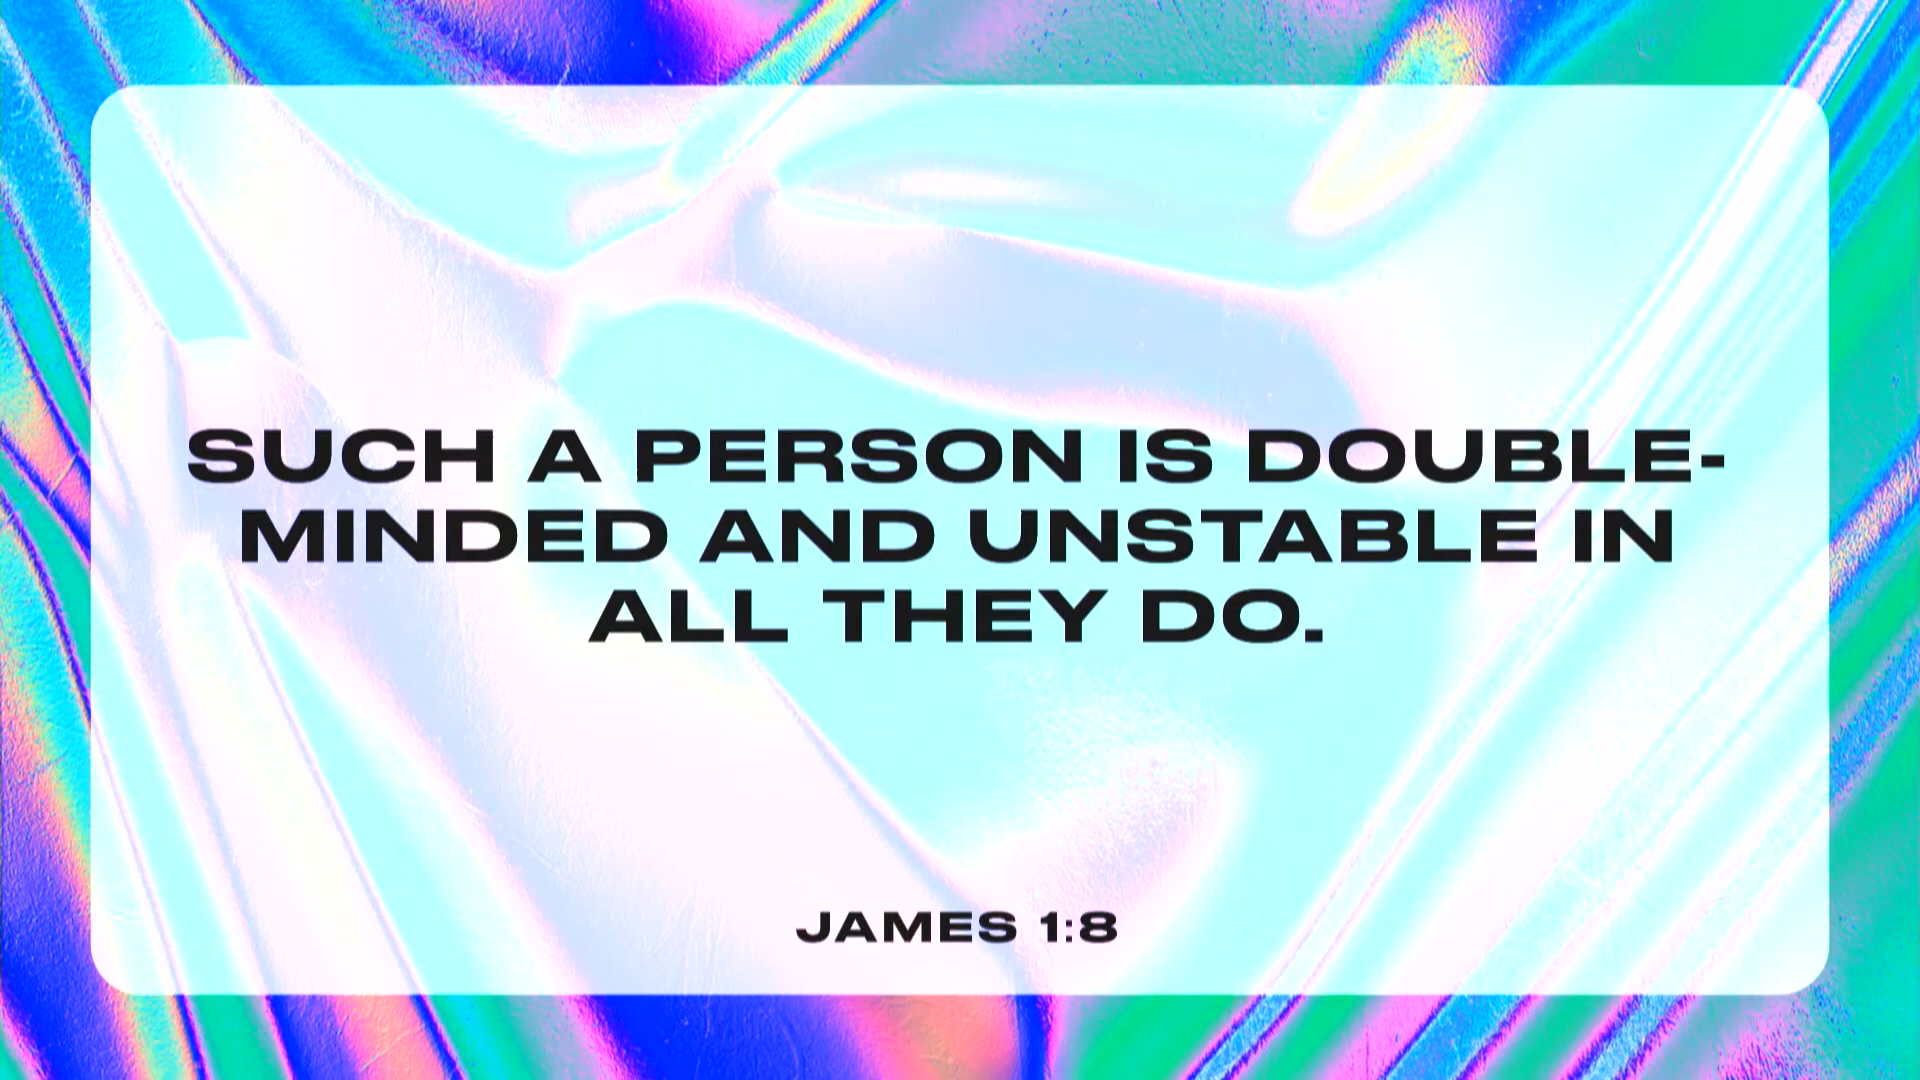 SUCH A PERSON IS DOUBLE-
MINDED AND UNSTABLE IN
ALL THEY DO.
JAMES 1:8